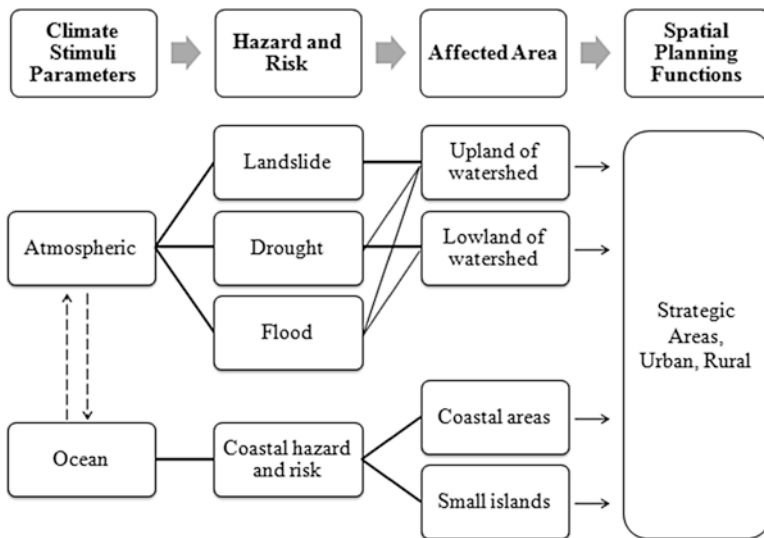 Climate
Stimuli
Parameters
Hazard and
Risk
Affected Area
Spatial
Planning
Functions
Landslide
Upland of
watershed
Atmospheric
Drought
Lowland of
watershed
Flood
Strategic
Areas,
Urban, Rural
Coastal areas
Ocean
Coastal hazard
and risk
Small islands